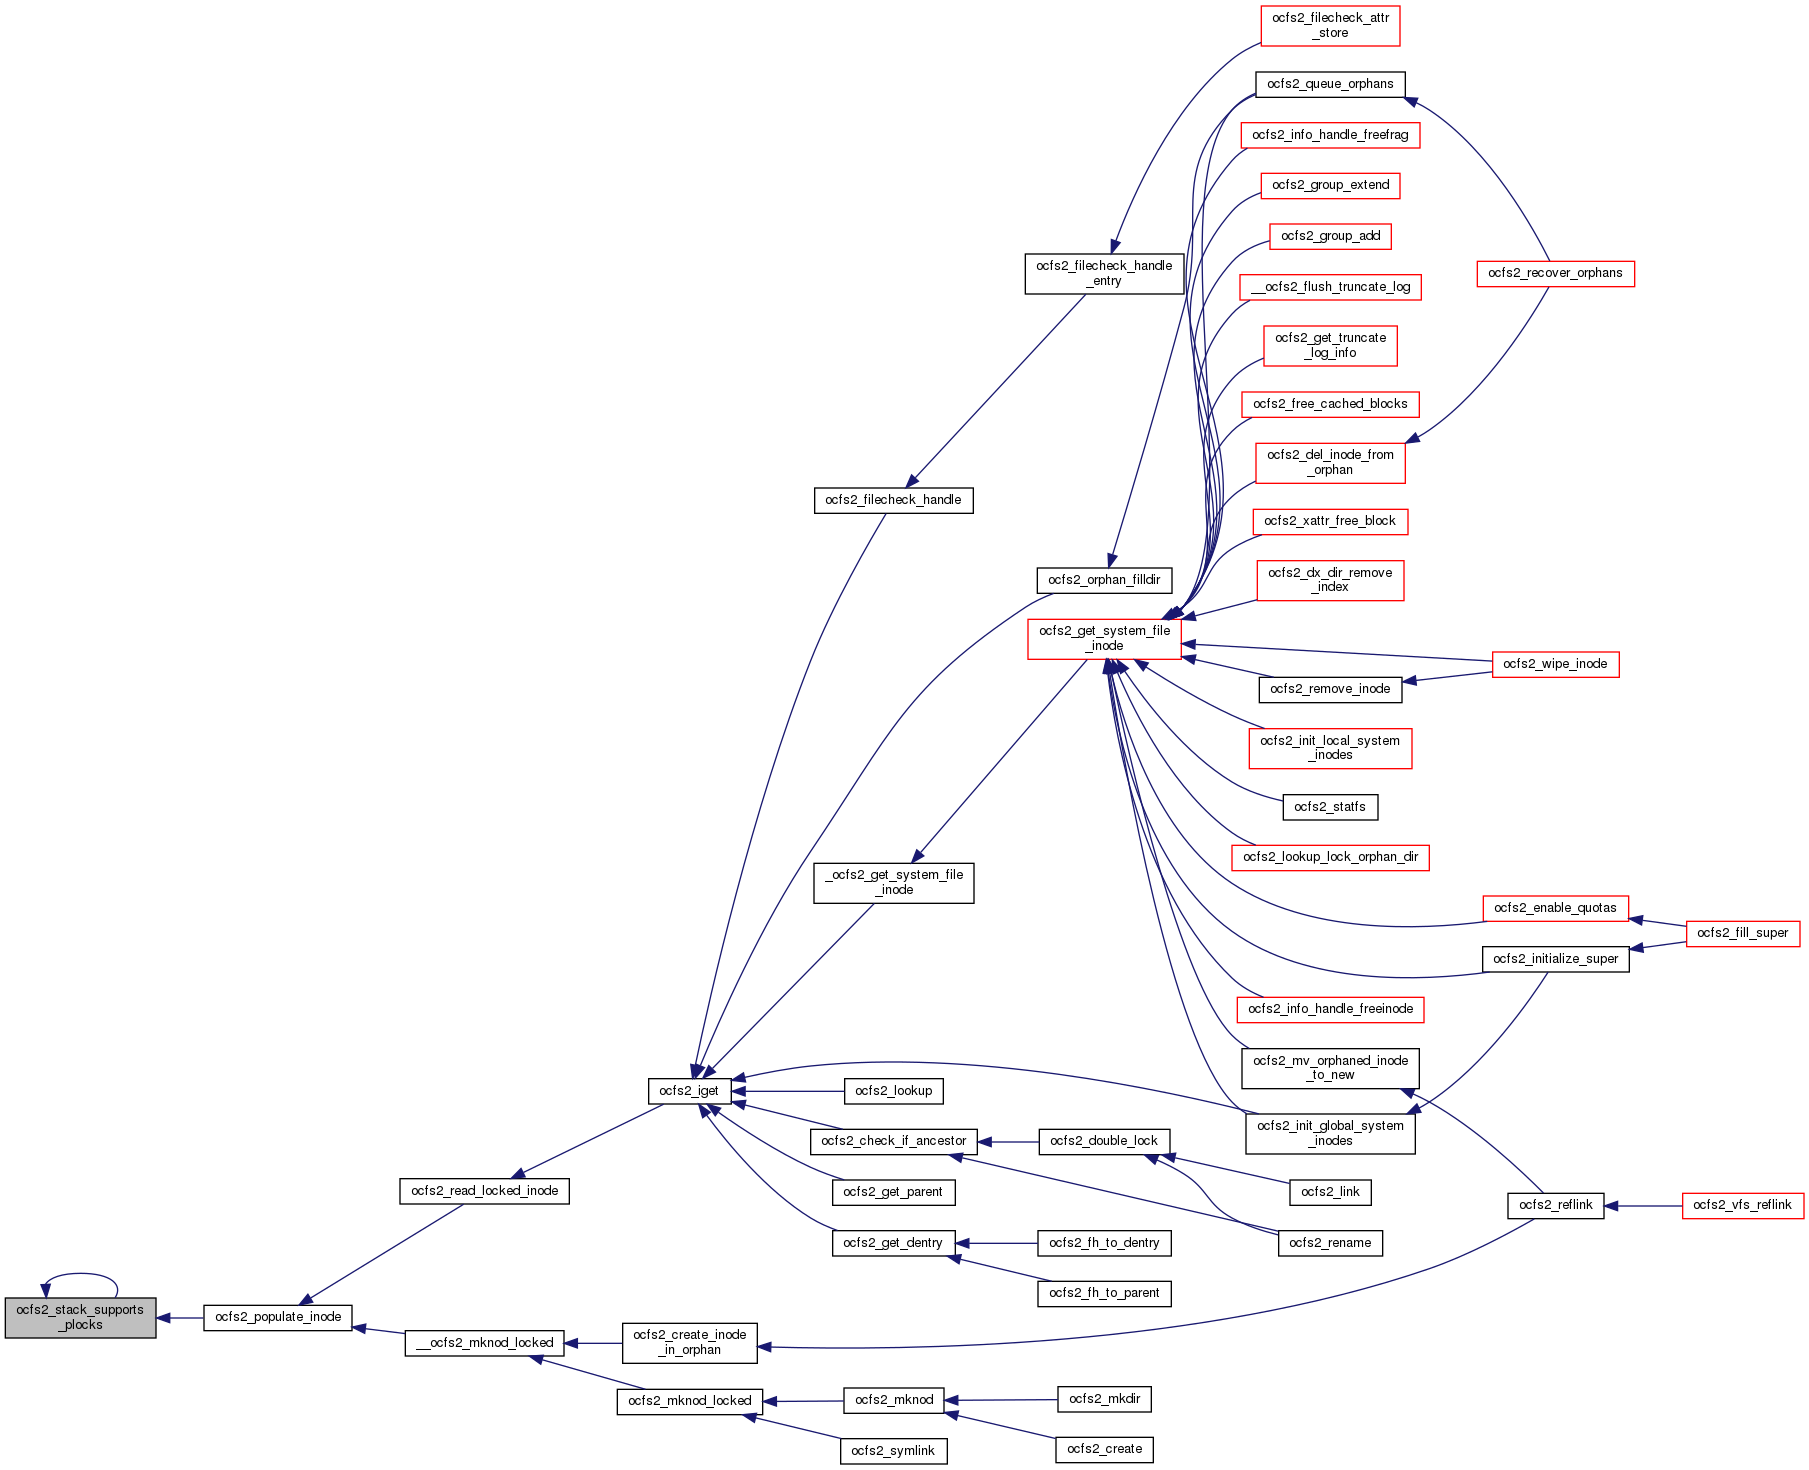 ocfs2_filecheck_attr
_store
ocfs2_queue_orphans
ocfs2_info_handle_freefrag
ocfs2_group_extend
ocfs2_group_add
ocfs2_filecheck_handle
_entry
ocfs2_recover_orphans
__ocfs2_flush_truncate_log
ocfs2_get_truncate
_log_info
ocfs2_free_cached_blocks
ocfs2_del_inode_from
_orphan
ocfs2_filecheck_handle
ocfs2_xattr_free_block
ocfs2_orphan_filldir
ocfs2_dx_dir_remove
_index
ocfs2_get_system_file
_inode
ocfs2_wipe_inode
ocfs2_remove_inode
ocfs2_init_local_system
_inodes
ocfs2_statfs
ocfs2_lookup_lock_orphan_dir
_ocfs2_get_system_file
_inode
ocfs2_enable_quotas
ocfs2_fill_super
ocfs2_initialize_super
ocfs2_info_handle_freeinode
ocfs2_mv_orphaned_inode
_to_new
ocfs2_iget
ocfs2_lookup
ocfs2_init_global_system
_inodes
ocfs2_check_if_ancestor
ocfs2_double_lock
ocfs2_read_locked_inode
ocfs2_get_parent
ocfs2_link
ocfs2_reflink
ocfs2_vfs_reflink
ocfs2_get_dentry
ocfs2_fh_to_dentry
ocfs2_rename
ocfs2_fh_to_parent
ocfs2_stack_supports
_plocks
ocfs2_populate_inode
__ocfs2_mknod_locked
ocfs2_create_inode
_in_orphan
ocfs2_mknod_locked
ocfs2_mknod
ocfs2_mkdir
ocfs2_symlink
ocfs2_create